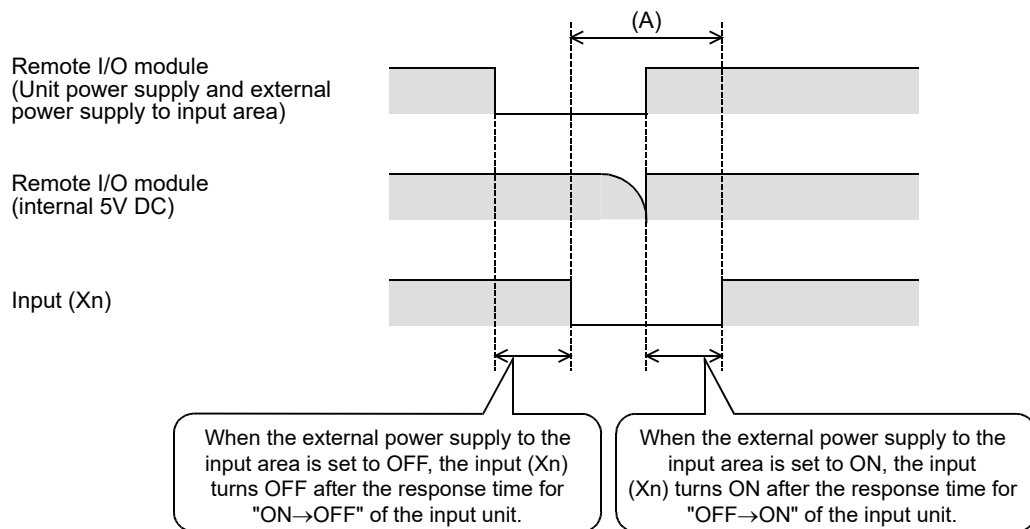 (A)
Remote I/O module
(Unit power supply and external
power supply to input area)
Remote I/O module
(internal 5V DC)
Input (Xn)
When the external power supply to the
input area is set to OFF, the input (Xn)
turns OFF after the response time for
"ON→OFF" of the input unit.
When the external power supply to the
input area is set to ON, the input
(Xn) turns ON after the response time for
"OFF→ON" of the input unit.